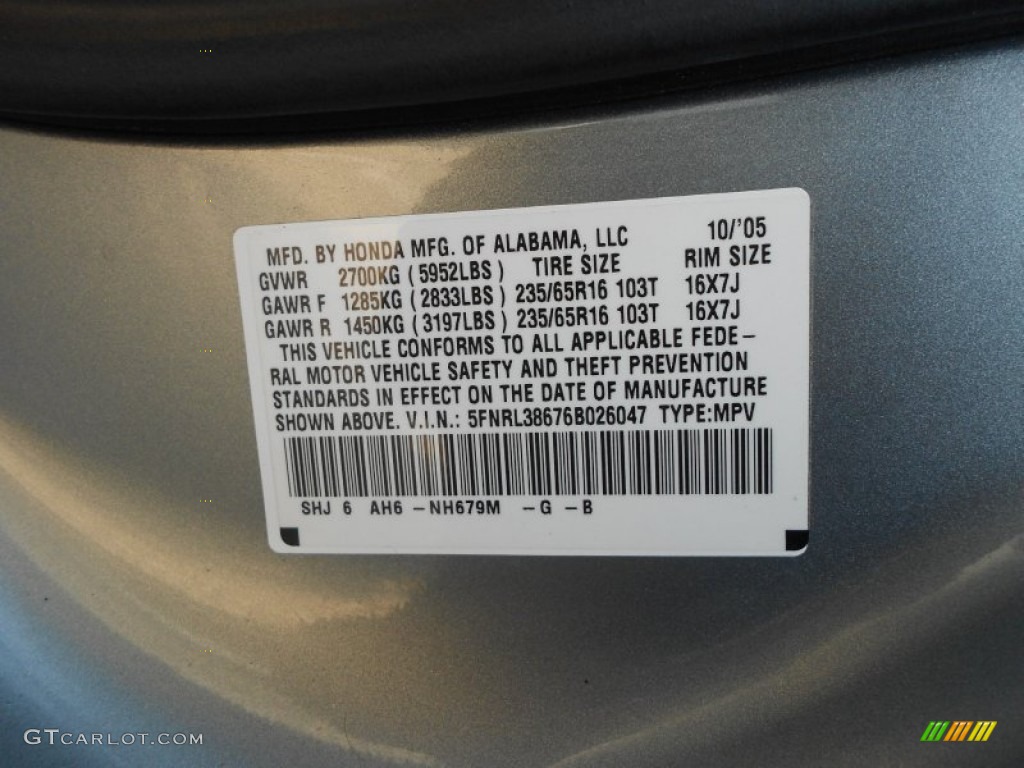 MFD. BY HONDA MFG. OF ALABAMA, LLC 10/'05
GVWR 2700KG (5952LBS) TIRE SIZE RIM SIZE
GAWR F 1285KG (2833LBS) 235/65R16 103T 16X7J
GAWR R 1450KG (3197LBS) 235/65R16 103T 16X7J
THIS VEHICLE CONFORMS TO ALL APPLICABLE FEDE-
RAL MOTOR VEHICLE SAFETY AND THEFT PREVENTION
STANDARDS IN EFFECT ON THE DATE OF MANUFACTURE
SHOWN ABOVE. V.I.N.: 5FNRL38676B026047 TYPE:MPV
SHJ 6 AH6 -NH679M -G -B
GTCARLOT.COM